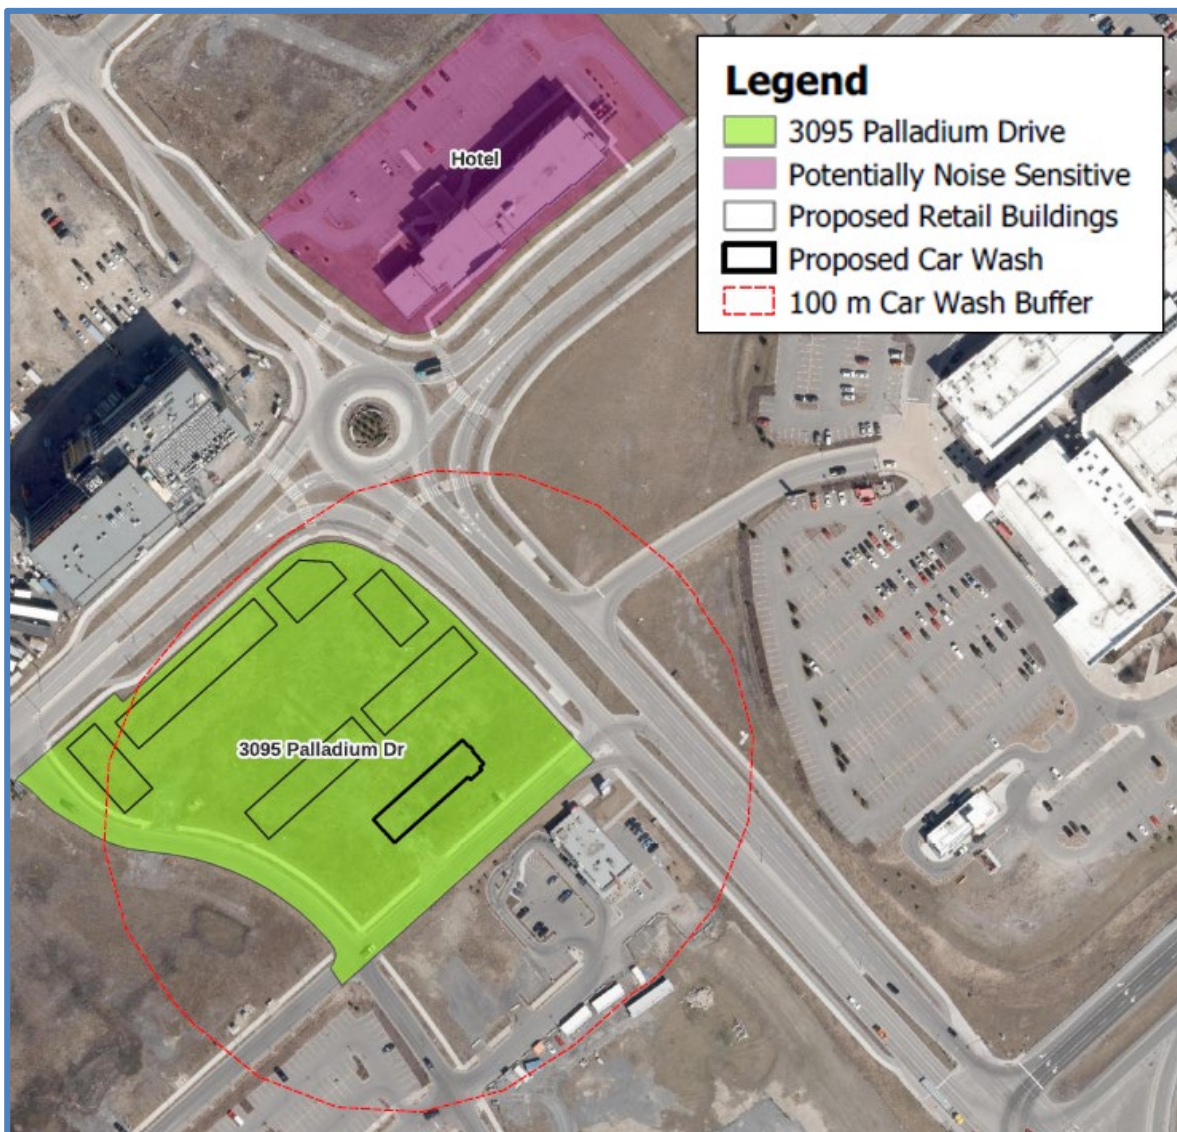 Legend
3095 Palladium Drive
Potentially Noise Sensitive
Proposed Retail Buildings
Proposed Car Wash
100 m Car Wash Buffer
Hotel
3095 Palladium Dr